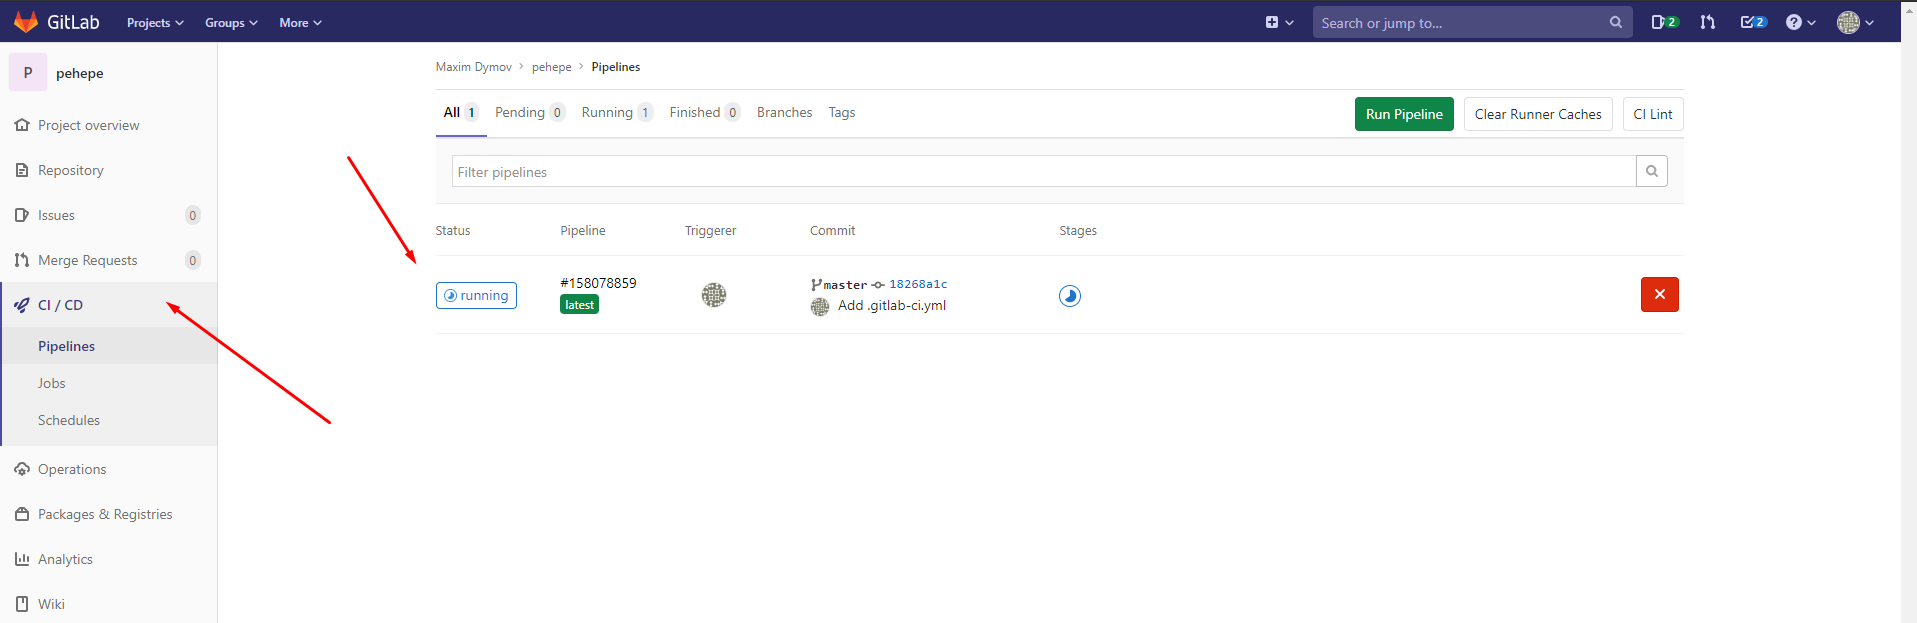 GitLab Projects Groups More Search or jump to... 2 2
P pehepe
Project overview
Repository
Issues 0
Merge Requests 0
CI / CD
Pipelines
Jobs
Schedules
Operations
Packages & Registries
Analytics
Wiki
Maxim Dymov > pehepe > Pipelines
All 1 Pending 0 Running 1 Finished 0 Branches Tags Run Pipeline Clear Runner Caches CI Lint
Filter pipelines
Status Pipeline Triggerer Commit Stages
running #158078859 master 18268a1c
latest Add .gitlab-ci.yml